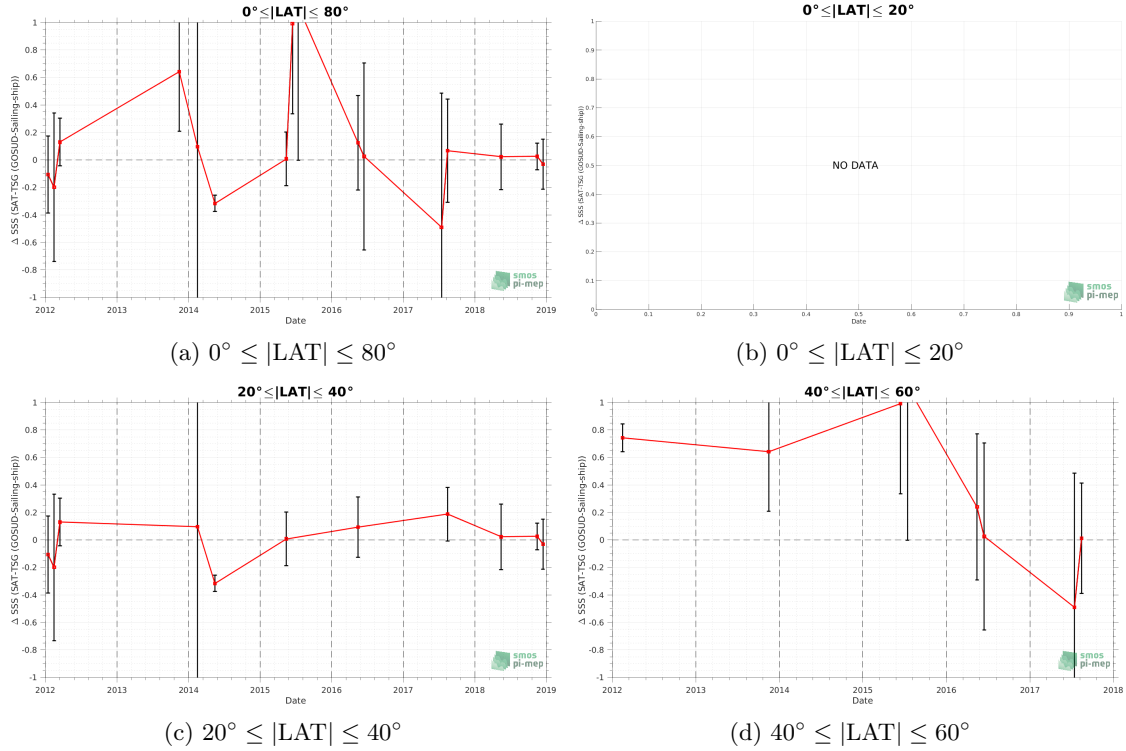 0°≤|LAT|≤ 80°
Δ SSS (SAT-TSG (GOSUD-Sailing-ship))
1
0.8
0.6
0.4
0.2
0
-0.2
-0.4
-0.6
-0.8
-1
2012 2013 2014 2015 2016 2017 2018 2019
Date
smos
pi-mep
(a) 0° ≤ |LAT| ≤ 80°
0°≤|LAT|≤ 20°
Δ SSS (SAT-TSG (GOSUD-Sailing-ship))
1
0.9
0.8
0.7
0.6
0.5
0.4
0.3
0.2
0.1
0
NO DATA
0 0.1 0.2 0.3 0.4 0.5 0.6 0.7 0.8 0.9 1
Date
smos
pi-mep
(b) 0° ≤ |LAT| ≤ 20°
20°≤|LAT|≤ 40°
Δ SSS (SAT-TSG (GOSUD-Sailing-ship))
1
0.8
0.6
0.4
0.2
0
-0.2
-0.4
-0.6
-0.8
-1
2012 2013 2014 2015 2016 2017 2018 2019
Date
smos
pi-mep
(c) 20° ≤ |LAT| ≤ 40°
40°≤|LAT|≤ 60°
Δ SSS (SAT-TSG (GOSUD-Sailing-ship))
1
0.8
0.6
0.4
0.2
0
-0.2
-0.4
-0.6
-0.8
-1
2012 2013 2014 2015 2016 2017 2018
Date
smos
pi-mep
(d) 40° ≤ |LAT| ≤ 60°